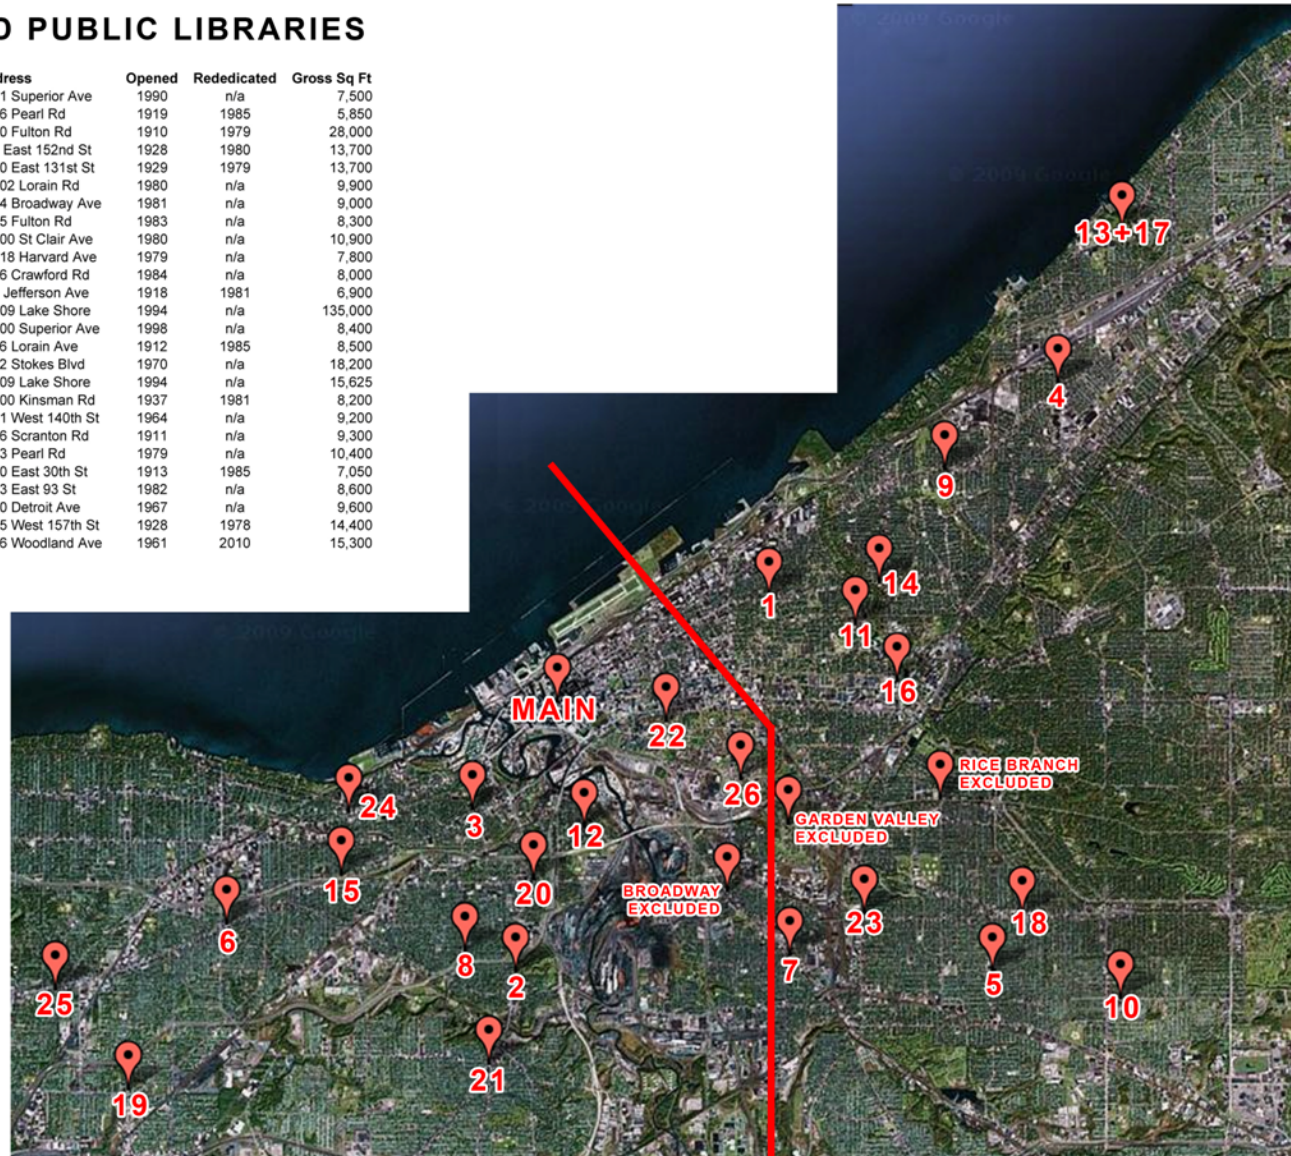 D PUBLIC LIBRARIES
dress Opened Rededicated Gross Sq Ft
1 Superior Ave 1990 n/a 7,500
6 Pearl Rd 1919 1985 5,850
0 Fulton Rd 1910 1979 28,000
East 152nd St 1928 1980 13,700
0 East 131st St 1929 1979 13,700
02 Lorain Rd 1980 n/a 9,900
4 Broadway Ave 1981 n/a 9,000
5 Fulton Rd 1983 n/a 8,300
00 St Clair Ave 1980 n/a 10,900
18 Harvard Ave 1979 n/a 7,800
6 Crawford Rd 1984 n/a 8,000
Jefferson Ave 1918 1981 6,900
09 Lake Shore 1994 n/a 135,000
00 Superior Ave 1998 n/a 8,400
6 Lorain Ave 1912 1985 8,500
2 Stokes Blvd 1970 n/a 18,200
09 Lake Shore 1994 n/a 15,625
00 Kinsman Rd 1937 1981 8,200
1 West 140th St 1964 n/a 9,200
6 Scranton Rd 1911 n/a 9,300
3 Pearl Rd 1979 n/a 10,400
0 East 30th St 1913 1985 7,050
3 East 93 St 1982 n/a 8,600
0 Detroit Ave 1967 n/a 9,600
5 West 157th St 1928 1978 14,400
6 Woodland Ave 1961 2010 15,300
© 2009 Google
© 2009 Google
13+17
4
9
© 2009 Google
14
1
11
© 2009 Google
16
MAIN
22
RICE BRANCH
EXCLUDED
26
24
3
12
GARDEN VALLEY
EXCLUDED
15
20
BROADWAY
EXCLUDED
23
18
6
8
2
7
5
25
10
21
19